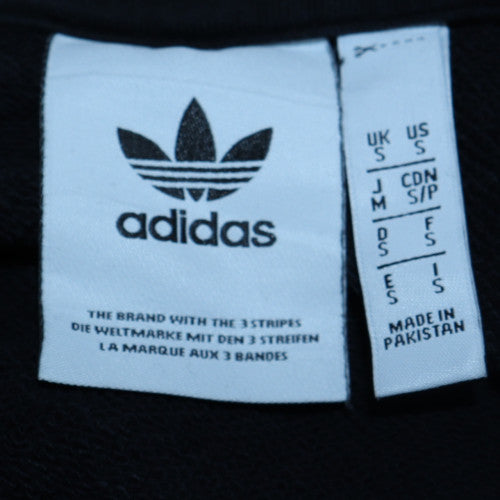 adidas
THE BRAND WITH THE 3 STRIPES
DIE WELTMARKE MIT DEN 3 STREIFEN
LA MARQUE AUX 3 BANDES
UK US
S S
J CDN
M S/P
D F
S S
E I
S S
MADE IN
PAKISTAN